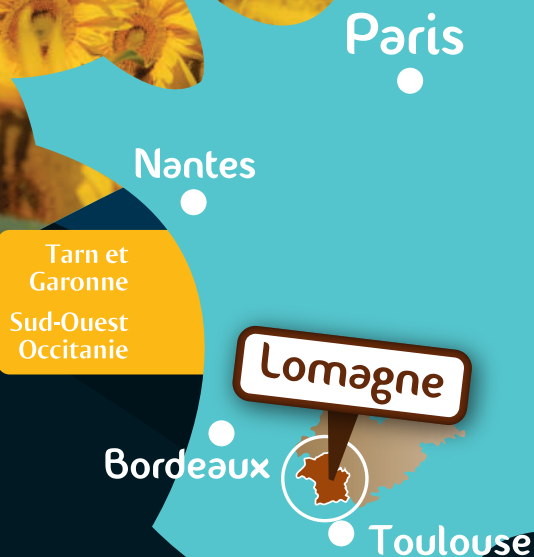 Paris
Nantes
Tarn et
Garonne
Sud-Ouest
Occitanie
Lomagne
Bordeaux
Toulouse